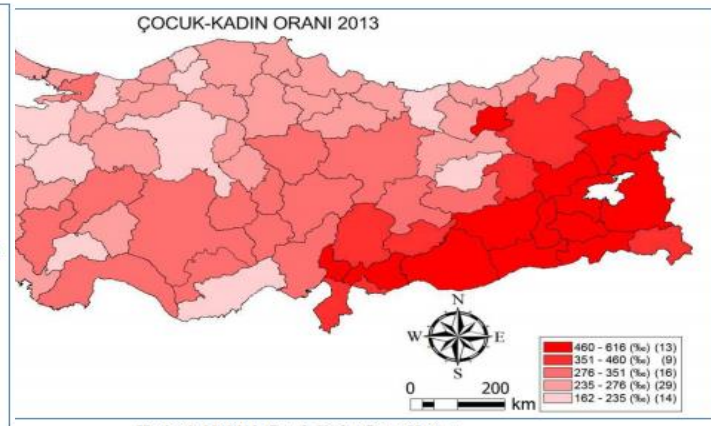 ÇOCUK-KADIN ORANI 2013
N
W E
S
0 200
km
460 - 616 (‰) (13)
351 - 460 (‰) (9)
276 - 351 (‰) (16)
235 - 276 (‰) (29)
162 - 235 (‰) (14)